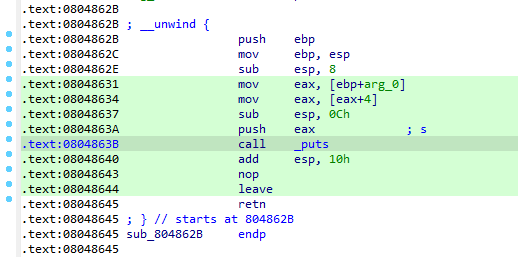 .text:0804862B
.text:0804862B ; __unwind {
.text:0804862B push ebp
.text:0804862C mov ebp, esp
.text:0804862E sub esp, 8
.text:08048631 mov eax, [ebp+arg_0]
.text:08048634 mov eax, [eax+4]
.text:08048637 sub esp, 0Ch
.text:0804863A push eax ; s
.text:0804863B call _puts
.text:08048640 add esp, 10h
.text:08048643 nop
.text:08048644 leave
.text:08048645 retn
.text:08048645 ; } // starts at 804862B
.text:08048645 sub_804862B endp
.text:08048645